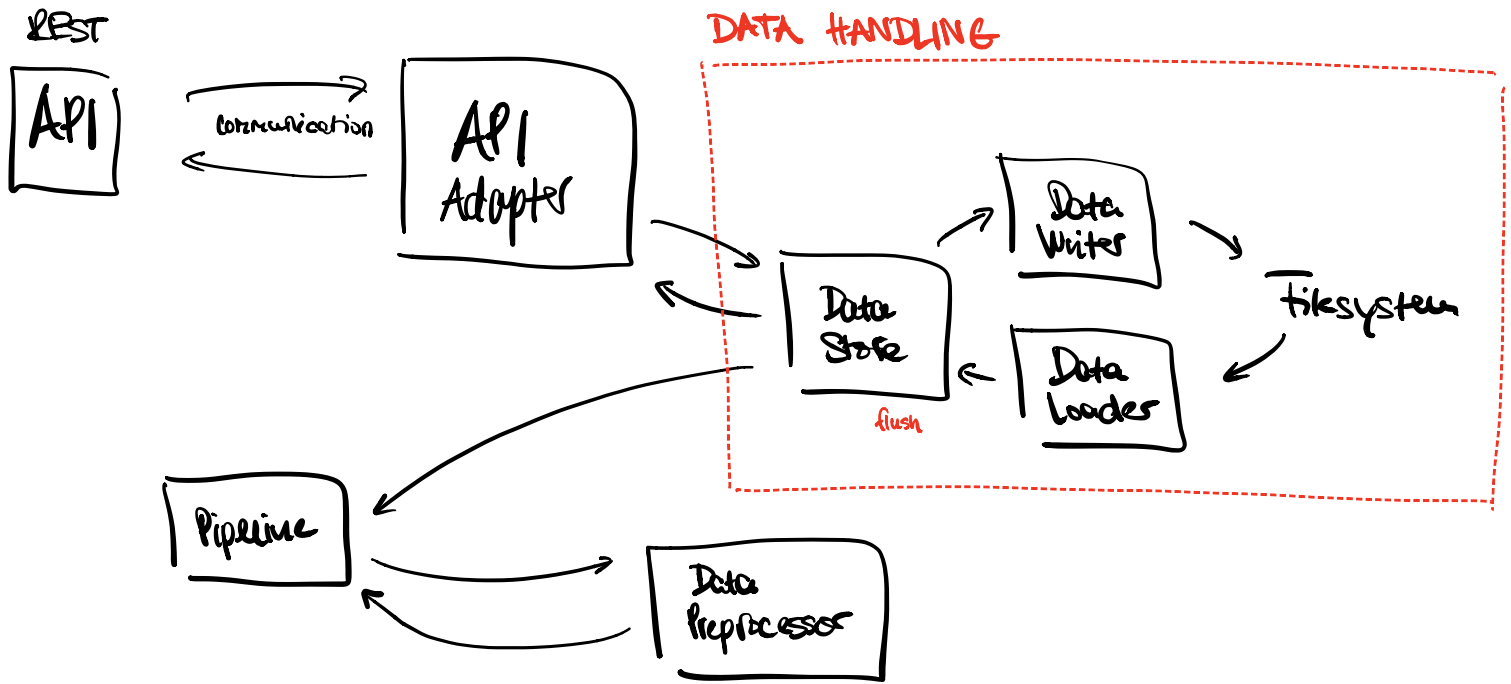 REST
API
communication
API
Adapter
DATA HANDLING
Data
Writer
Filesystem
Data
Store
flush
Data
Loader
Pipeline
Data
Preprocessor